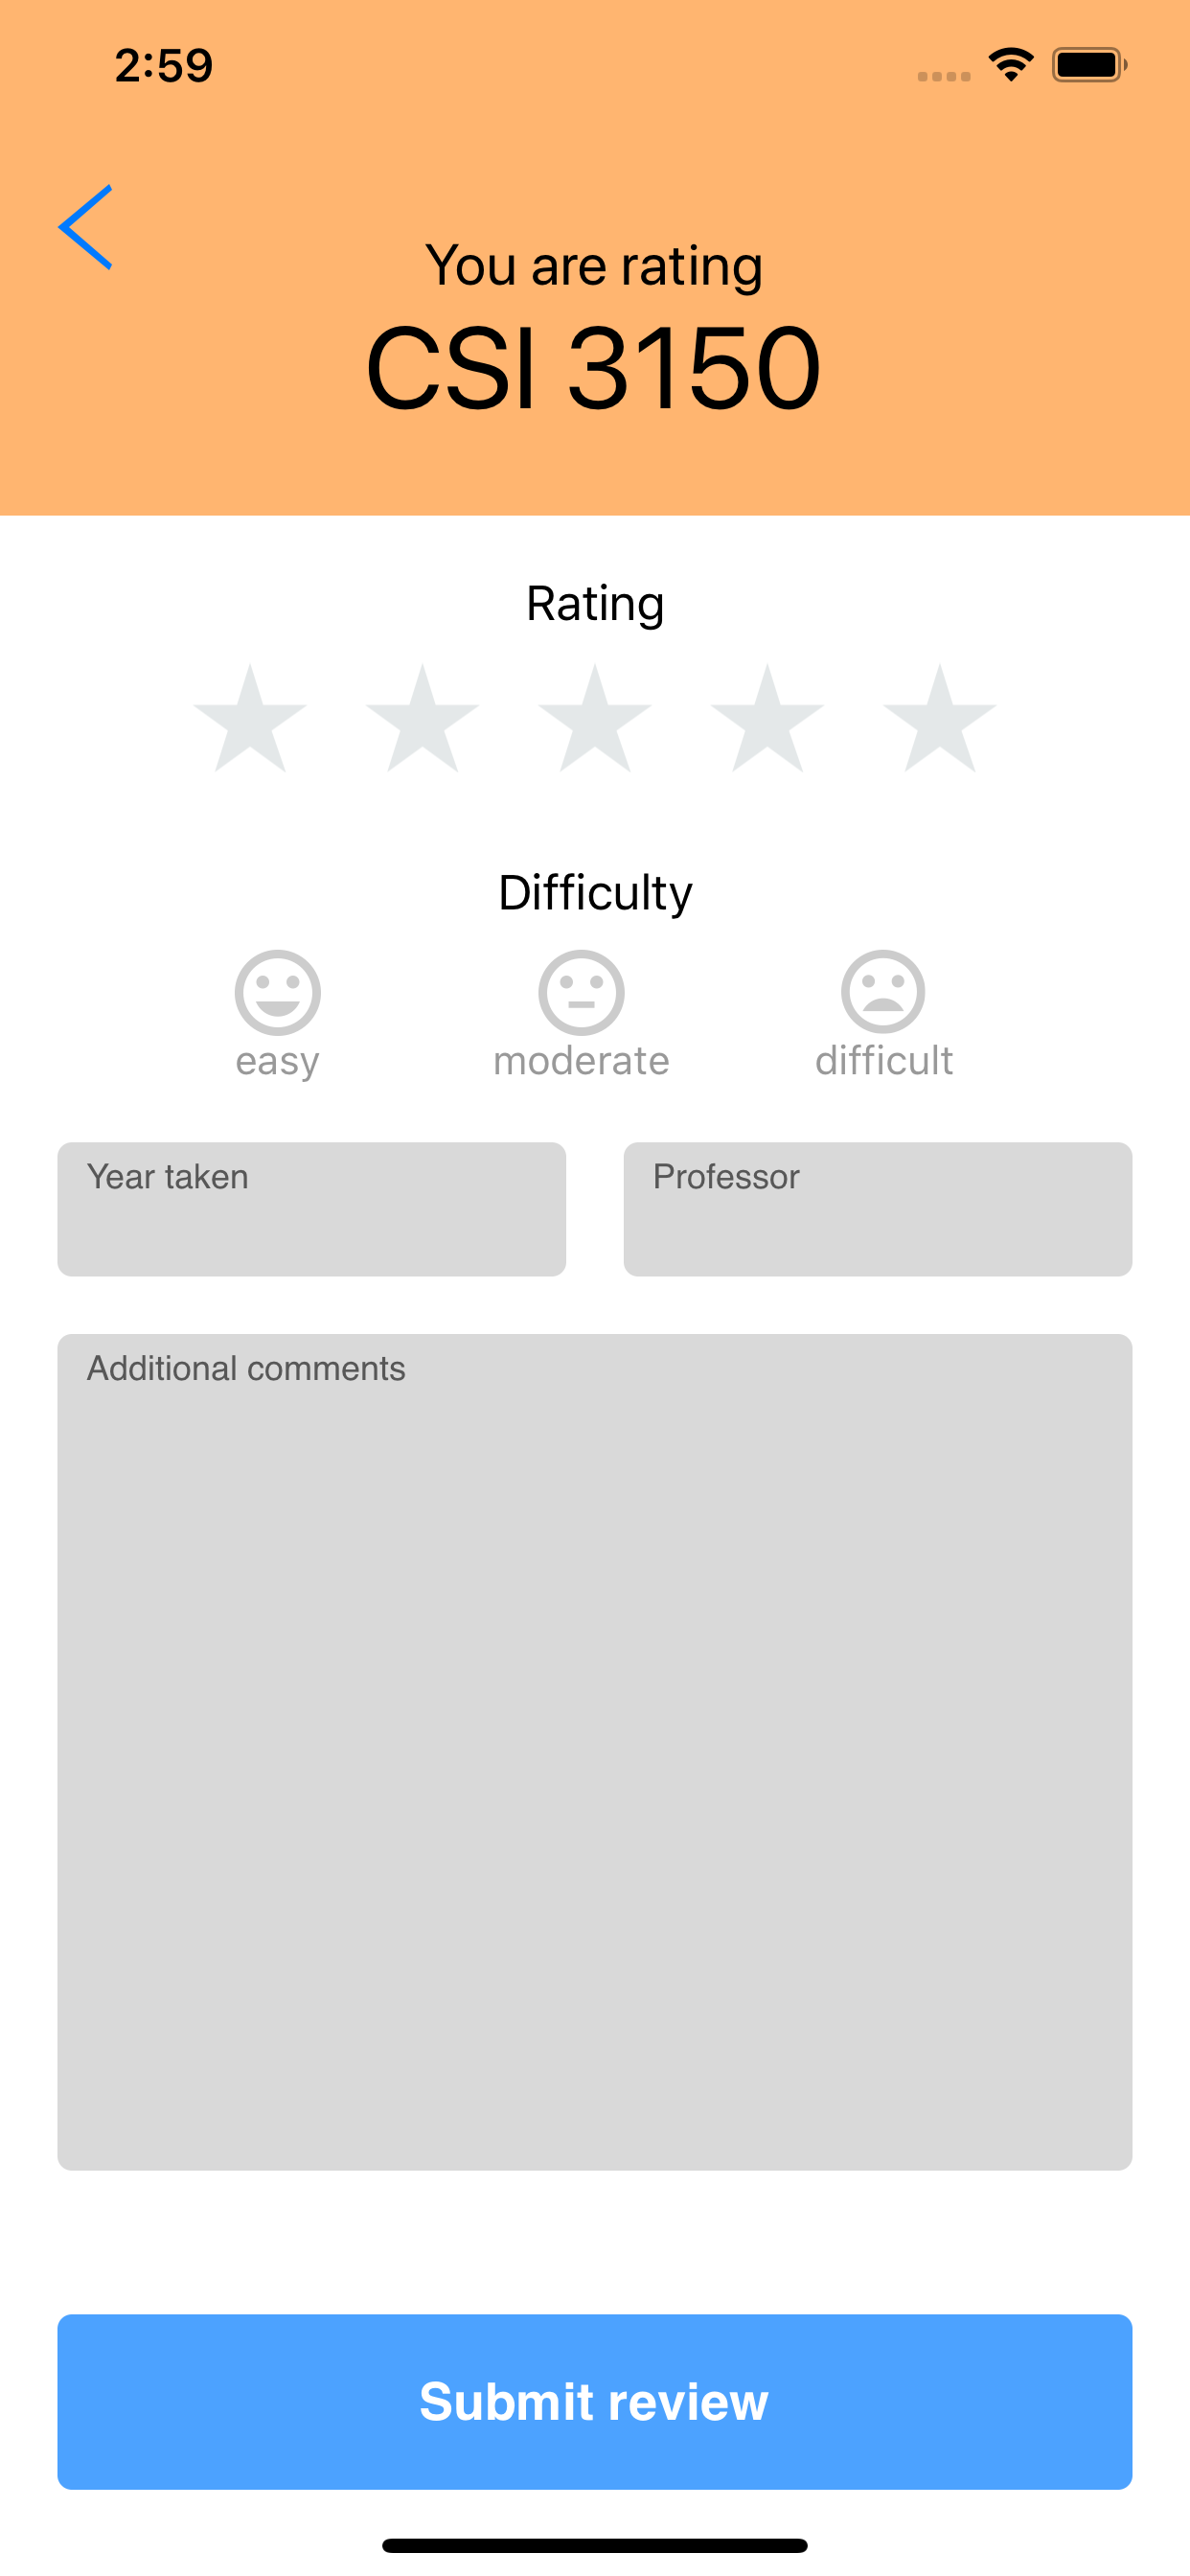 2:59
You are rating
CSI 3150
Rating
Difficulty
easy moderate difficult
Year taken Professor
Additional comments
Submit review